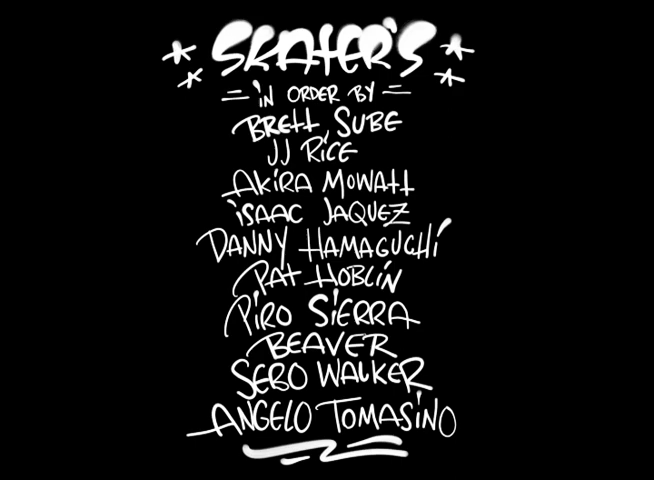 * SKATER'S *
* *
= in ORDER BY =
BREtt SUBE
JJ RiCE
AKiRA MOWAtt
iSAAC JAQUEZ
DANNY HAMAGUCHi
PAt HOBLiN
PiRO SiERRA
BEAVER
SEBO WALKER
ANGELO TOMASiNO